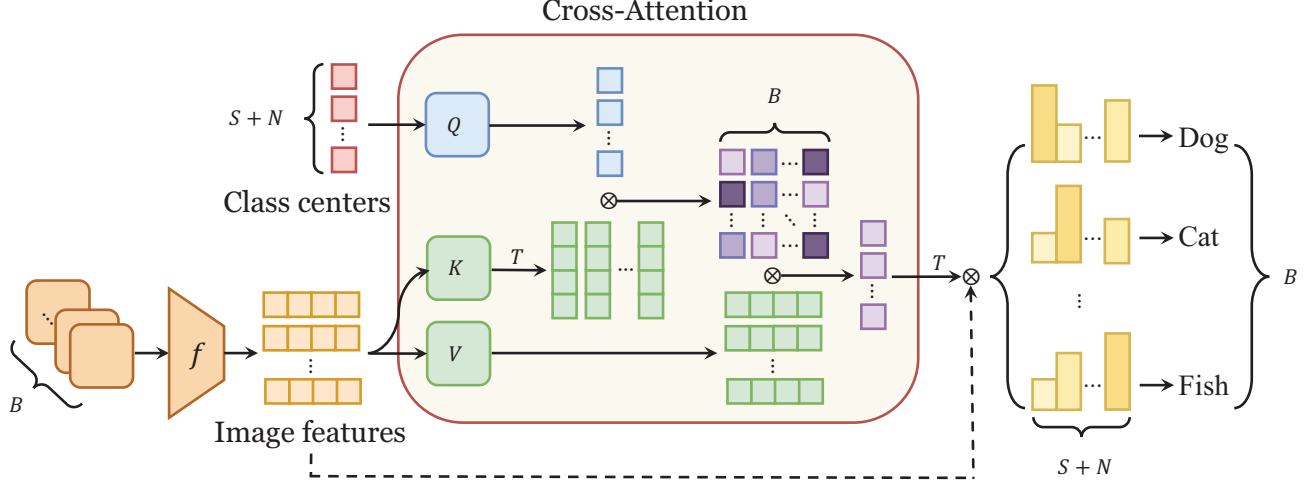 Cross-Attention
S + N
Class centers
Q
B
K
T
V
T
B
f
Image features
Dog
Cat
Fish
B
S + N